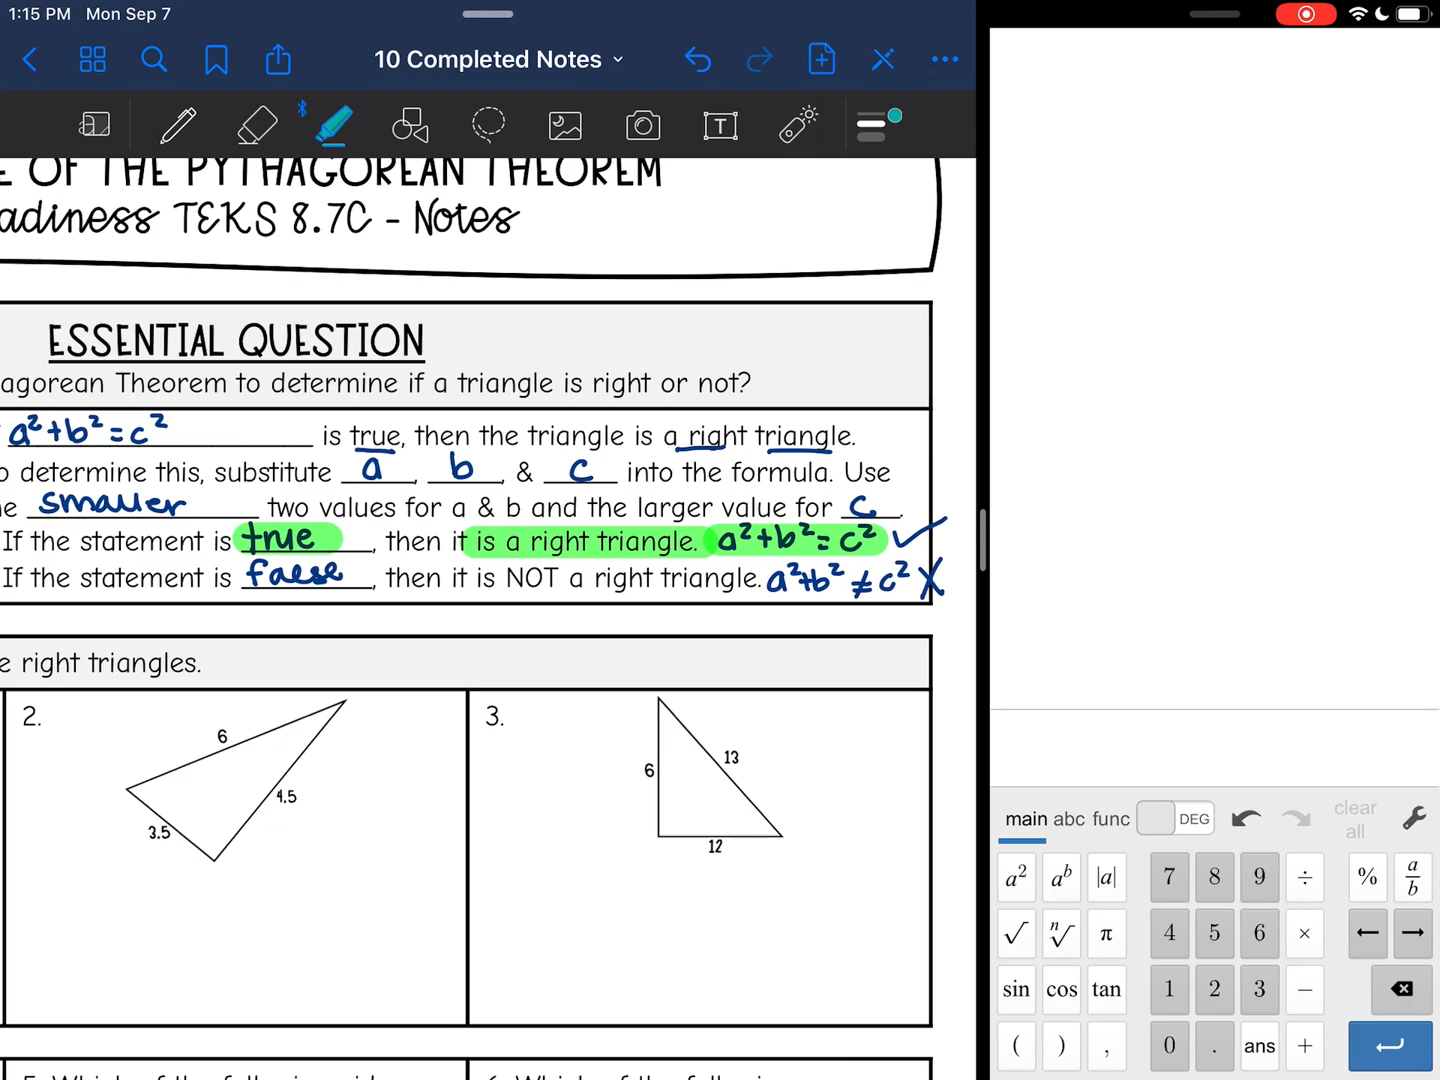 1:15 PM Mon Sep 7
10 Completed Notes
OF THE PYTHAGOREAN THEOREM
adiness TEKS 8.7C - Notes
ESSENTIAL QUESTION
agorean Theorem to determine if a triangle is right or not?
a²+b²=c² is true, then the triangle is a right triangle.
o determine this, substitute a, b, & c into the formula. Use
e smaller two values for a & b and the larger value for c.
If the statement is true, then it is a right triangle. a²+b²=c² ✓
If the statement is false, then it is NOT a right triangle. a²+b²≠c² X
e right triangles.
2.
6
4.5
3.5
3.
6
13
12
main abc func DEG clear all
a² aᵇ |a| 7 8 9 ÷ % a/b
√ ⁿ√ π 4 5 6 × ← →
sin cos tan 1 2 3 −
( ) , 0 . ans +